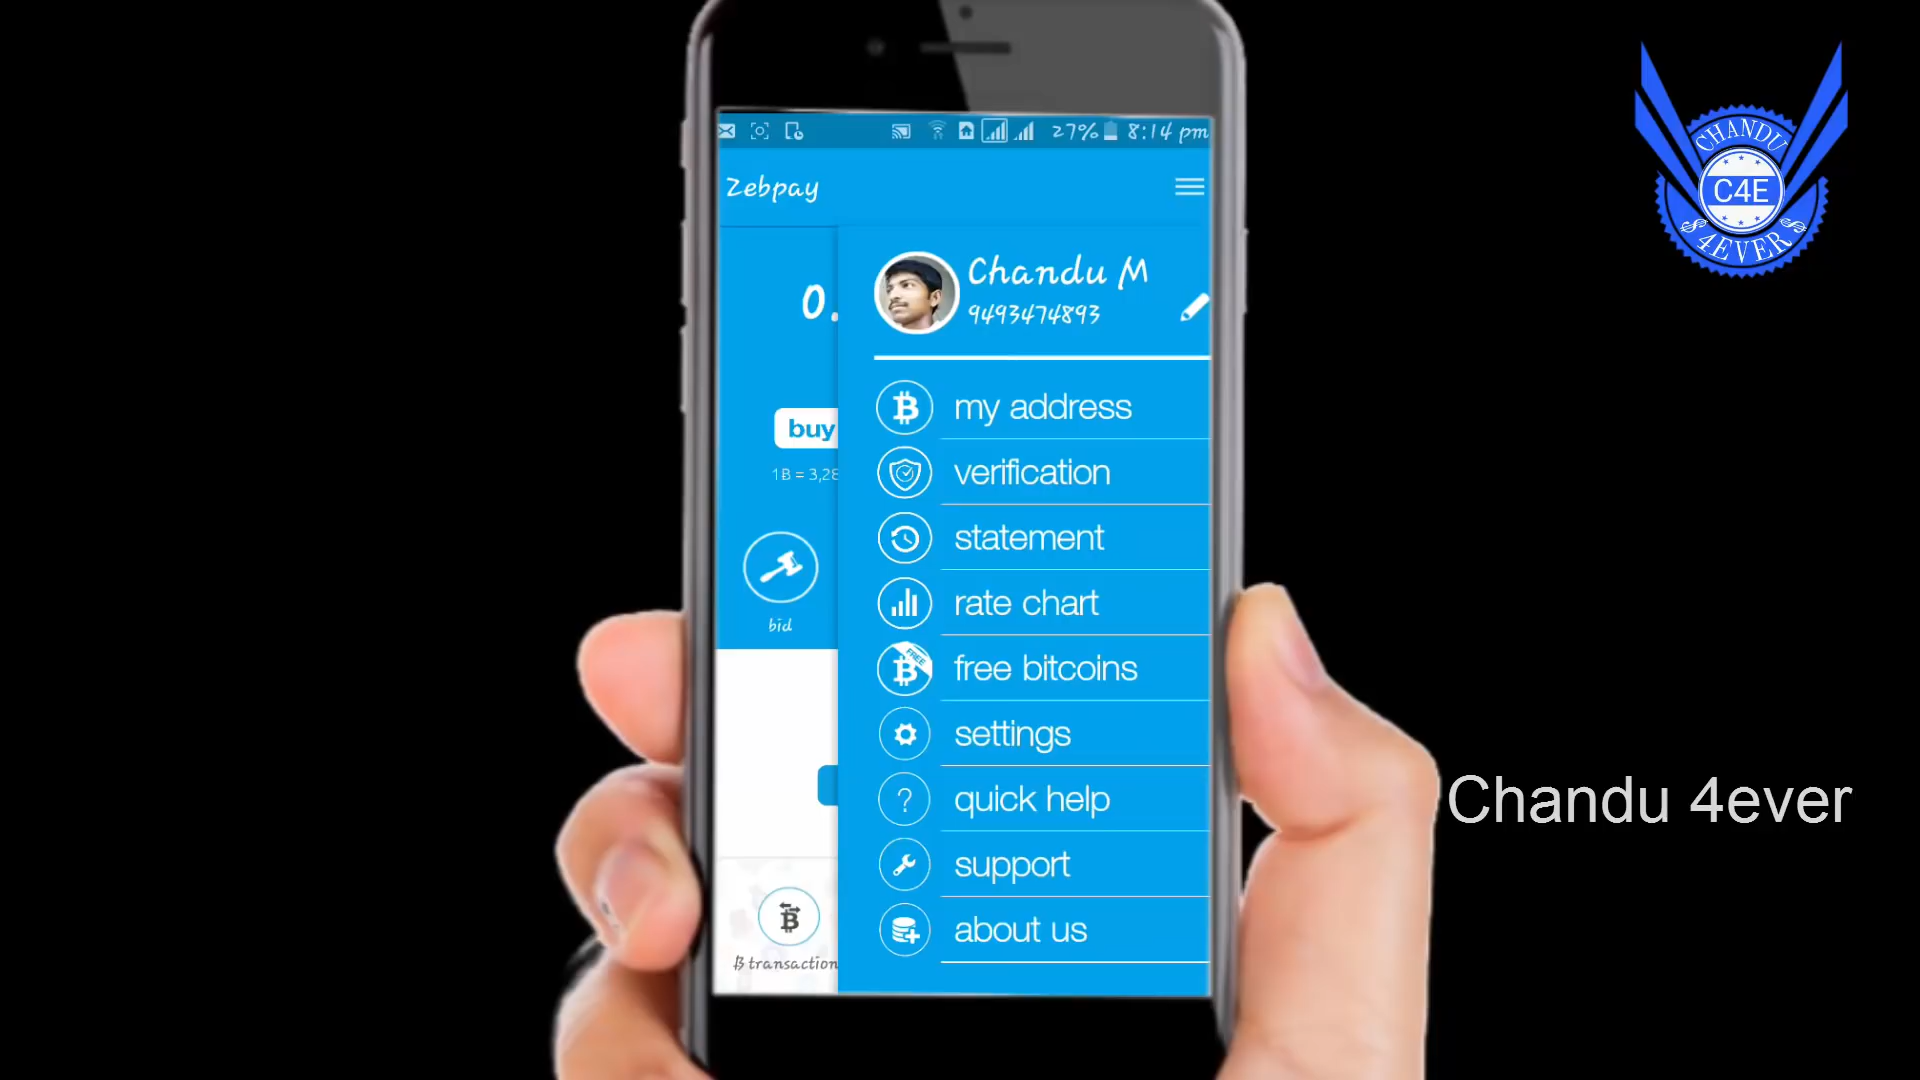 27% 8:14 pm
Zebpay
Chandu M
9493474893
0.
my address
buy
verification
1B = 3,28
statement
rate chart
bid
free bitcoins
FREE
settings
quick help
support
about us
B transaction
CHANDU
C4E
$ 4EVER $
Chandu 4ever